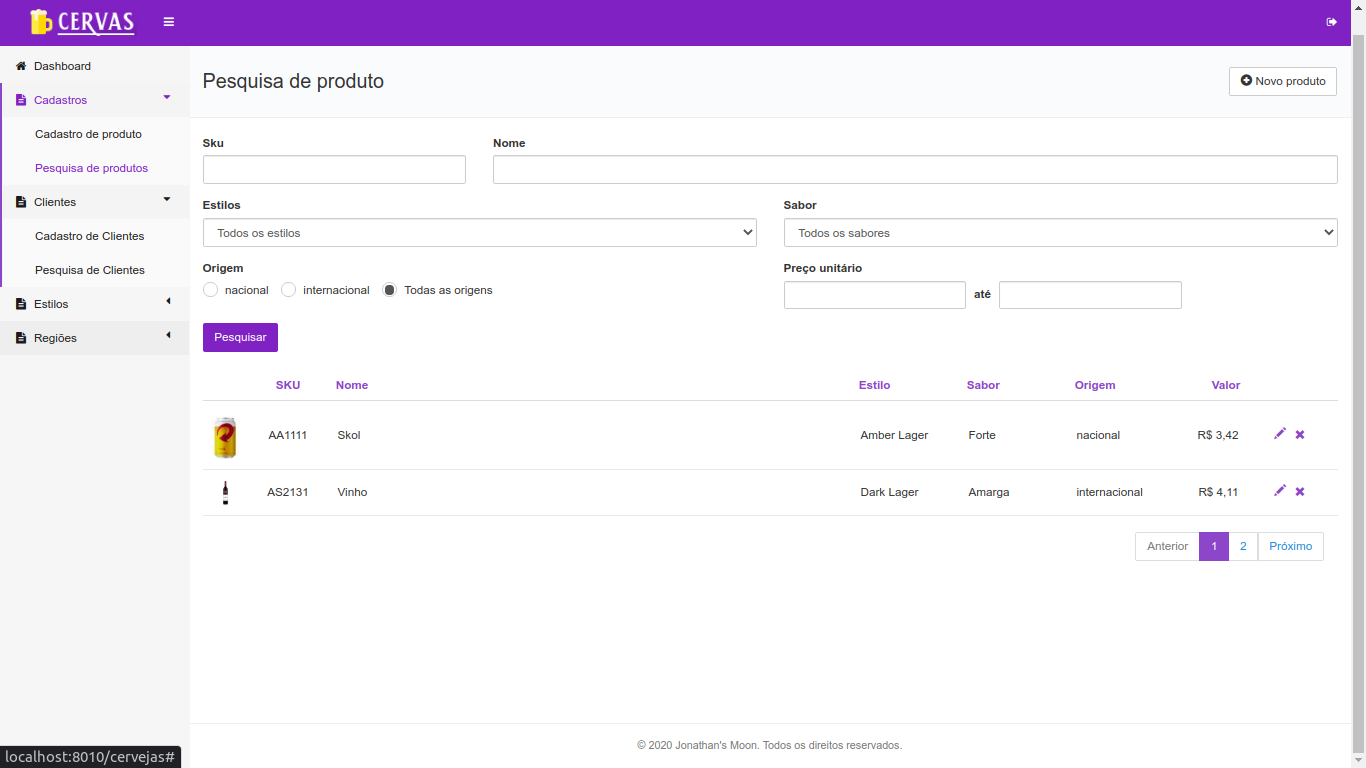 CERVAS
Dashboard
Cadastros
Cadastro de produto
Pesquisa de produtos
Clientes
Cadastro de Clientes
Pesquisa de Clientes
Estilos
Regiões
Pesquisa de produto
Novo produto
Sku Nome
Estilos Sabor
Todos os estilos Todos os sabores
Origem Preço unitário
nacional internacional Todas as origens até
Pesquisar
SKU Nome Estilo Sabor Origem Valor
AA1111 Skol Amber Lager Forte nacional R$ 3,42
AS2131 Vinho Dark Lager Amarga internacional R$ 4,11
Anterior 1 2 Próximo
© 2020 Jonathan's Moon. Todos os direitos reservados.
localhost:8010/cervejas#